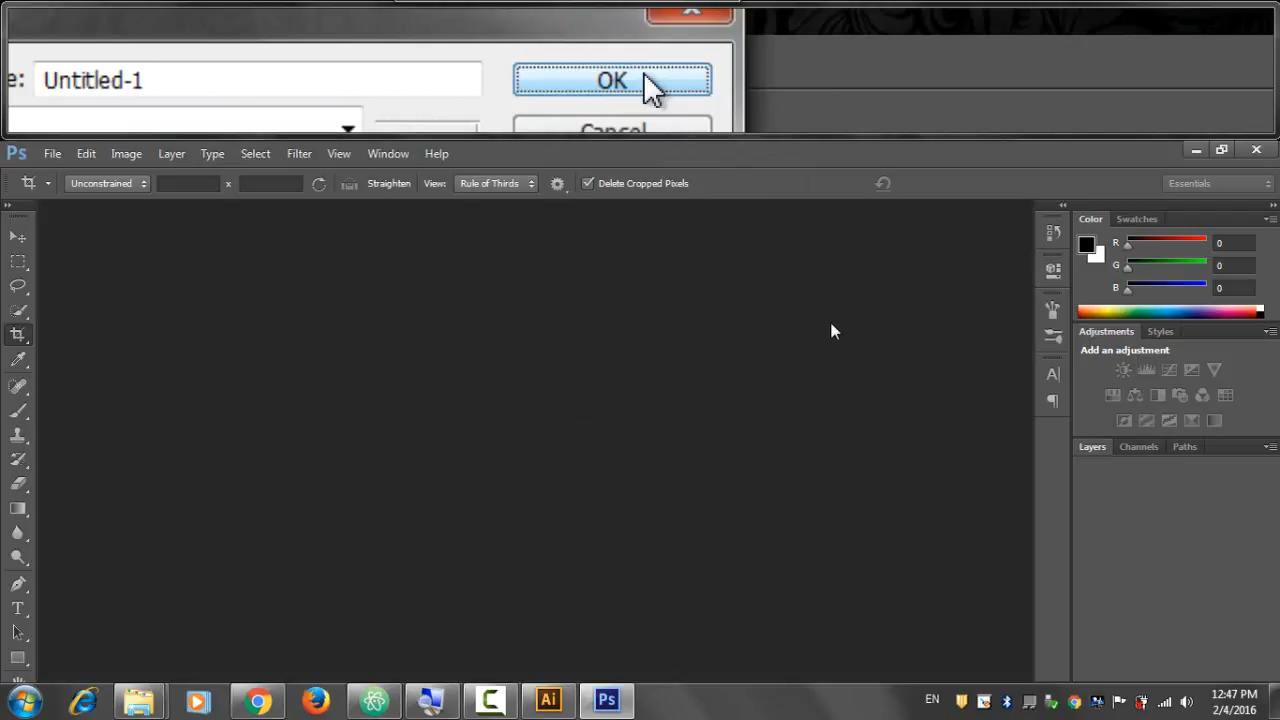 e: Untitled-1 OK
Cancel
Ps File Edit Image Layer Type Select Filter View Window Help
Unconstrained x Straighten View: Rule of Thirds Delete Cropped Pixels Essentials
Color Swatches
R 0
G 0
B 0
Adjustments Styles
Add an adjustment
Layers Channels Paths
A
T
C Ai Ps EN 12:47 PM
2/4/2016